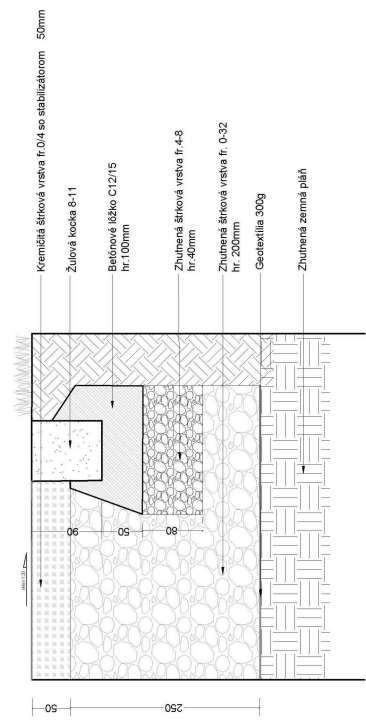 Kremičitá štrková vrstva fr.0/4 so stabilizátorom 50mm
Žulová kocka 8-11
Betónové lôžko C12/15
hr.100mm
Zhutnená štrková vrstva fr.4-8
hr.40mm
Zhutnená štrková vrstva fr. 0-32
hr. 200mm
Geotextília 300g
Zhutnená zemná pláň
90
50
80
50
250